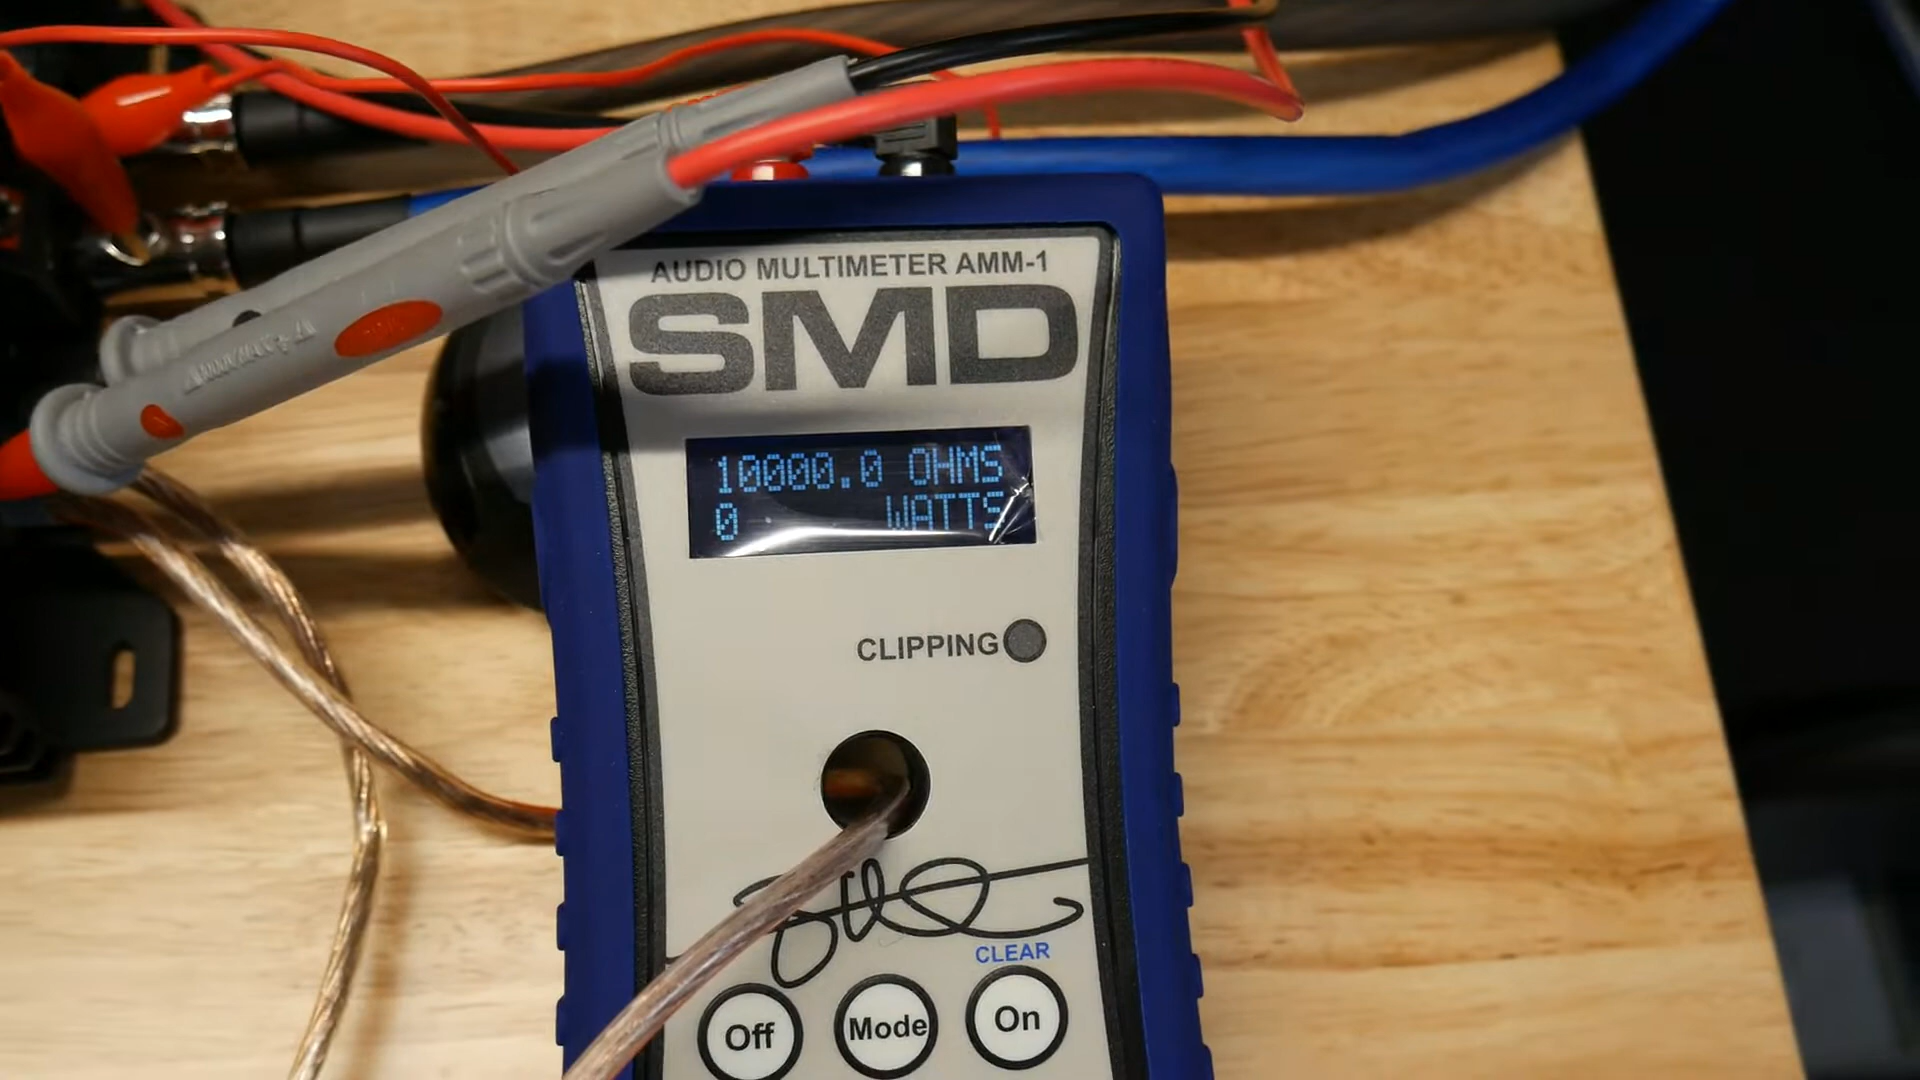 AUDIO MULTIMETER AMM-1
SMD
10000.0 OHMS
0 WATTS
CLIPPING
CLEAR
Off
Mode
On